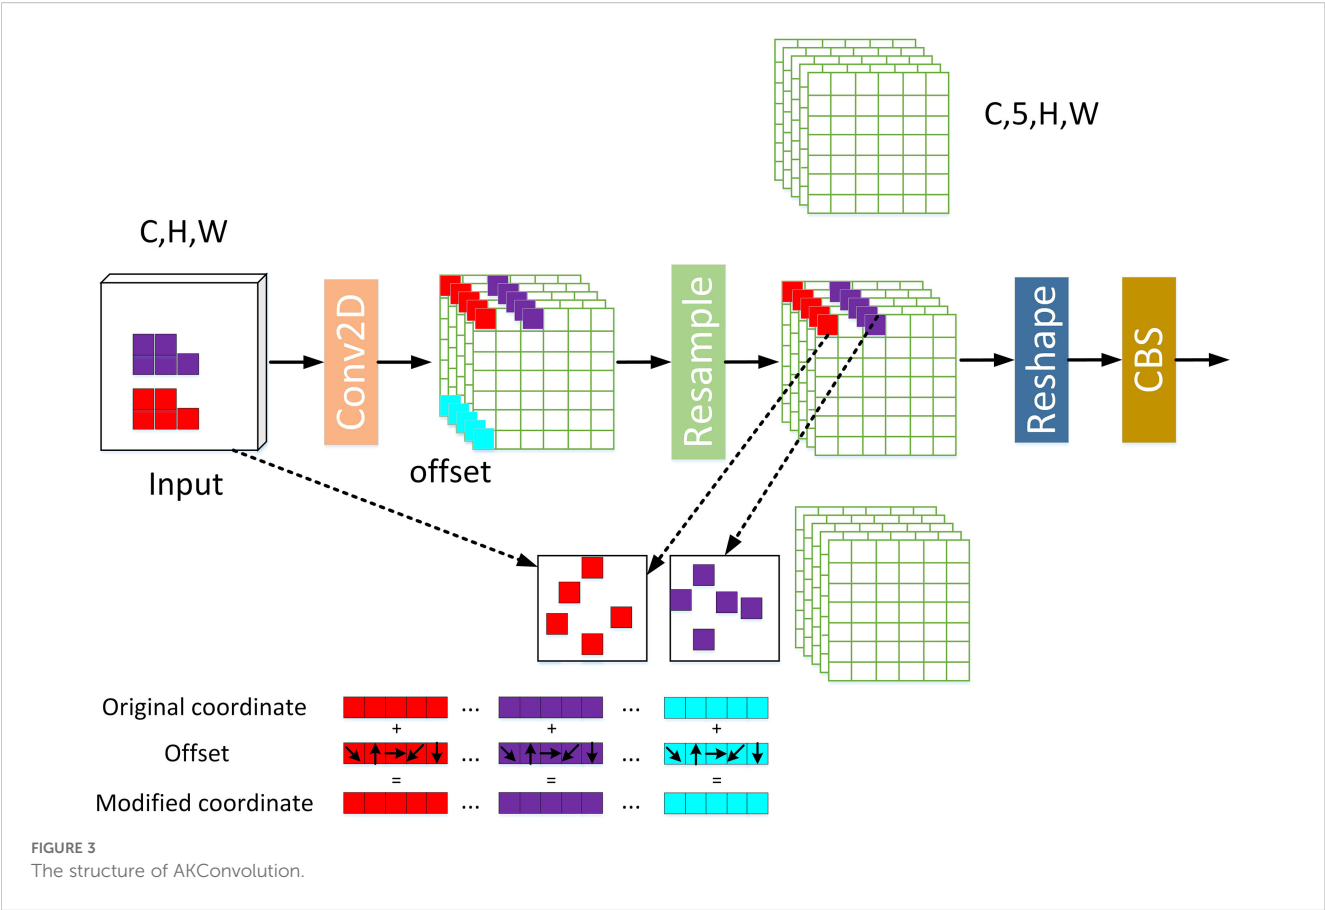 C,5,H,W
C,H,W
Conv2D
Resample
Reshape
CBS
Input
offset
Original coordinate ... ...
+ + +
Offset ... ...
= = =
Modified coordinate ... ...
FIGURE 3
The structure of AKConvolution.